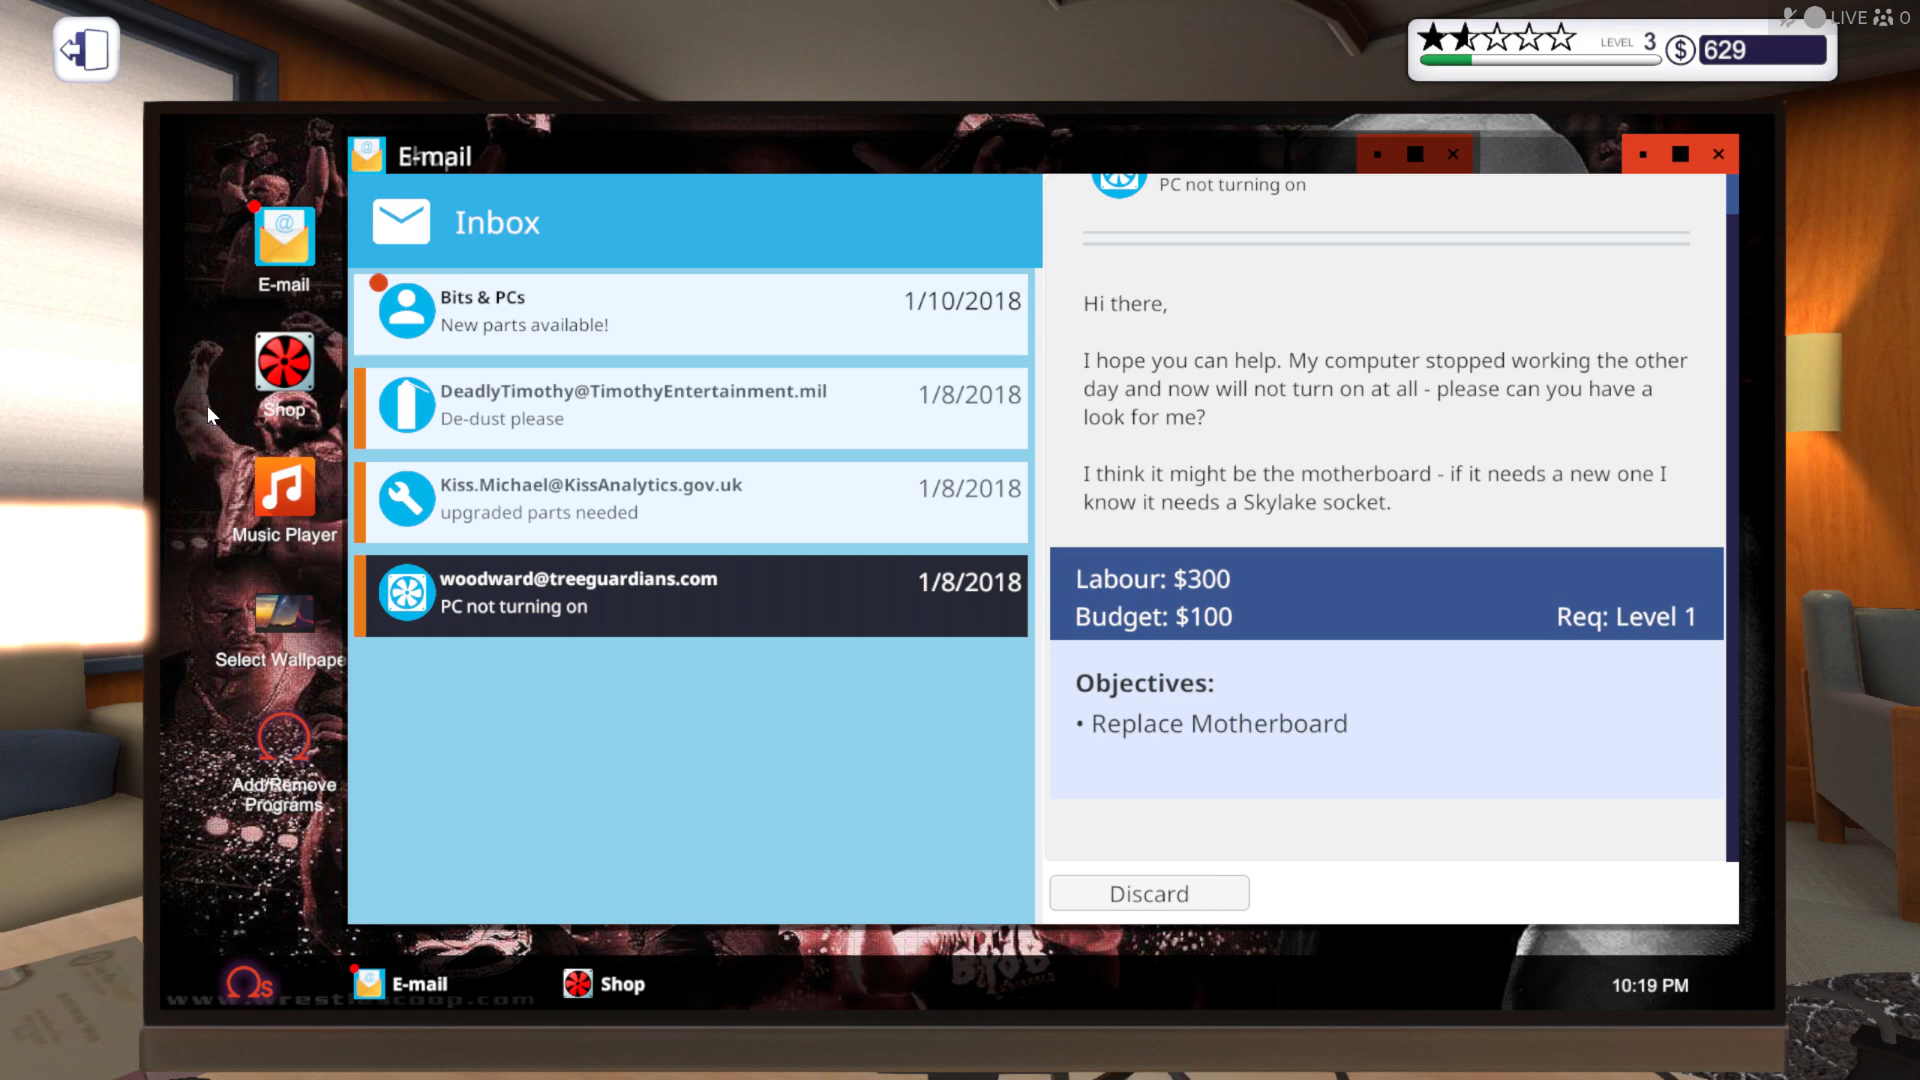 LIVE 0
LEVEL 3 $ 629
E-mail
E-mail
Shop
Music Player
Select Wallpape
Add/Remove
Programs
Inbox
Bits & PCs 1/10/2018
New parts available!
DeadlyTimothy@TimothyEntertainment.mil 1/8/2018
De-dust please
Kiss.Michael@KissAnalytics.gov.uk 1/8/2018
upgraded parts needed
woodward@treeguardians.com 1/8/2018
PC not turning on
PC not turning on
Hi there,
I hope you can help. My computer stopped working the other
day and now will not turn on at all - please can you have a
look for me?
I think it might be the motherboard - if it needs a new one I
know it needs a Skylake socket.
Labour: $300
Budget: $100 Req: Level 1
Objectives:
• Replace Motherboard
Discard
Ωs E-mail Shop 10:19 PM